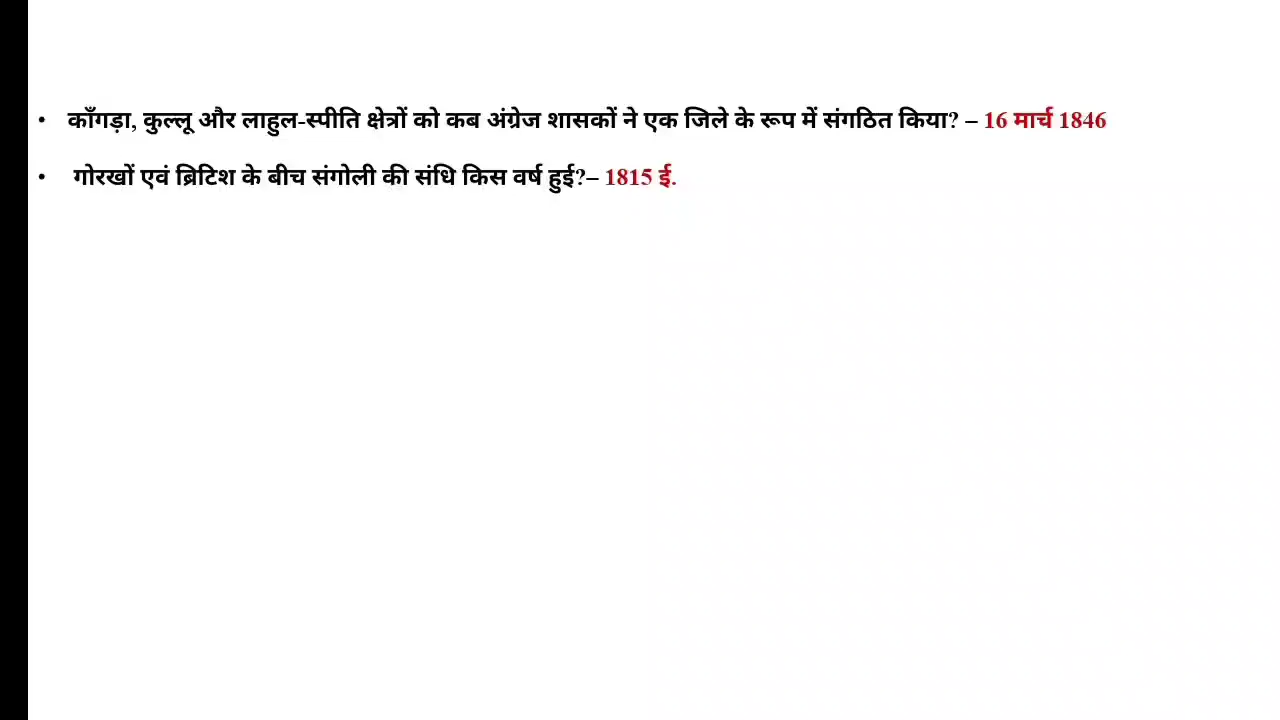 • काँगड़ा, कुल्लू और लाहुल-स्पीति क्षेत्रों को कब अंग्रेज शासकों ने एक जिले के रूप में संगठित किया? – 16 मार्च 1846
• गोरखों एवं ब्रिटिश के बीच संगोली की संधि किस वर्ष हुई?– 1815 ई.